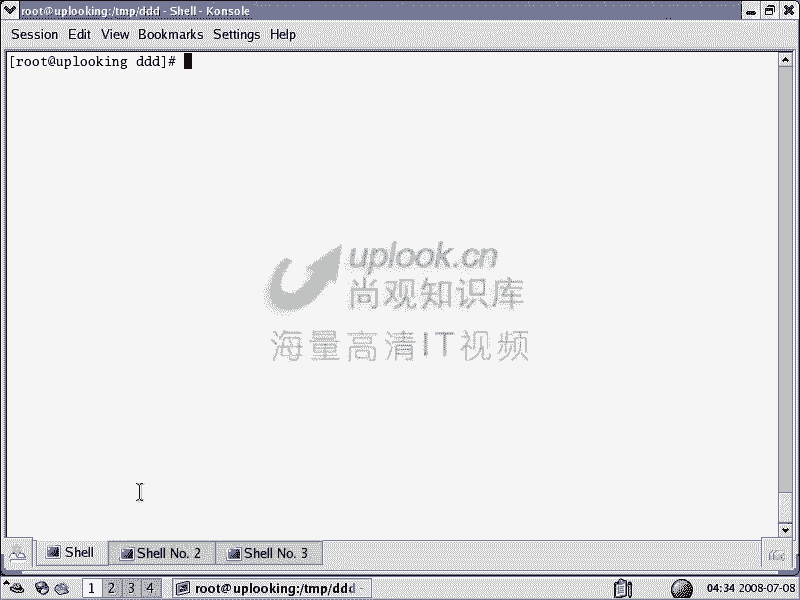 root@uplooking:/tmp/ddd - Shell - Konsole
Session Edit View Bookmarks Settings Help
[root@uplooking ddd]#
uplook.cn
尚观知识库
海量高清IT视频
Shell Shell No. 2 Shell No. 3
1 2 3 4 root@uplooking:/tmp/ddd - 04:34 2008-07-08